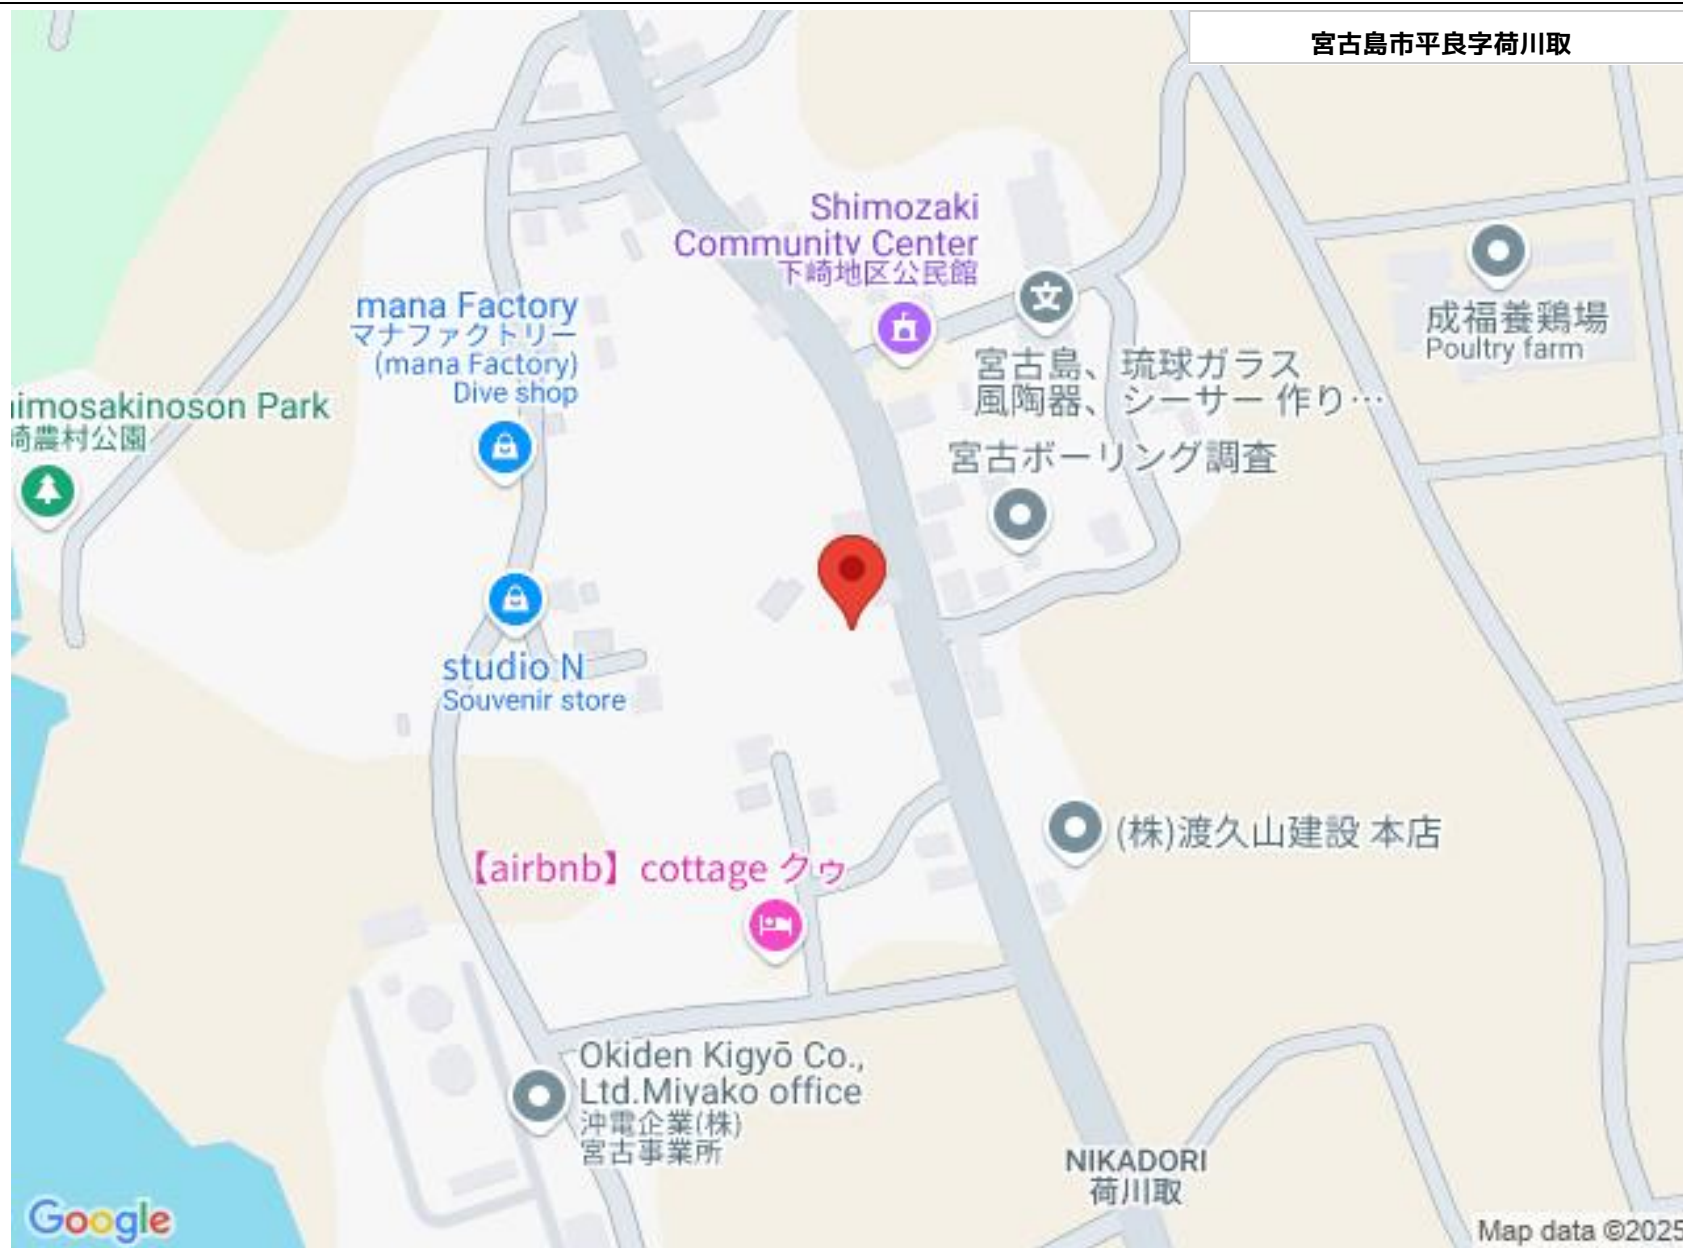 宮古島市平良字荷川取
Shimozaki
Community Center
下崎地区公民館
mana Factory
マナファクトリー
(mana Factory)
Dive shop
文
成福養鶏場
Poultry farm
宮古島、琉球ガラス
風陶器、シーサー 作り…
imosakinoson Park
崎農村公園
宮古ボーリング調査
studio N
Souvenir store
(株)渡久山建設 本店
【airbnb】cottage クゥ
Okiden Kigyō Co.,
Ltd.Miyako office
沖電企業(株)
宮古事業所
NIKADORI
荷川取
Google
Map data ©2025